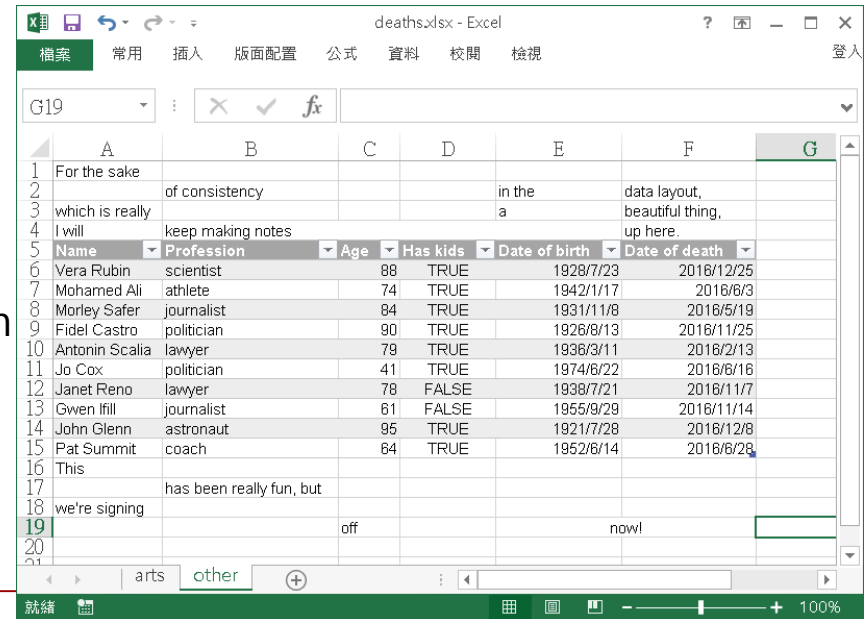 deaths.xlsx - Excel
?
檔案 常用 插入 版面配置 公式 資料 校閱 檢視 登入
G19 fx
A B C D E F G
1 For the sake
2 of consistency in the data layout,
3 which is really a beautiful thing,
4 I will keep making notes up here.
5 Name Profession Age Has kids Date of birth Date of death
6 Vera Rubin scientist 88 TRUE 1928/7/23 2016/12/25
7 Mohamed Ali athlete 74 TRUE 1942/1/17 2016/6/3
8 Morley Safer journalist 84 TRUE 1931/11/8 2016/5/19
n
9 Fidel Castro politician 90 TRUE 1926/8/13 2016/11/25
10 Antonin Scalia lawyer 79 TRUE 1936/3/11 2016/2/13
11 Jo Cox politician 41 TRUE 1974/6/22 2016/6/16
12 Janet Reno lawyer 78 FALSE 1938/7/21 2016/11/7
13 Gwen Ifill journalist 61 FALSE 1955/9/29 2016/11/14
14 John Glenn astronaut 95 TRUE 1921/7/28 2016/12/8
15 Pat Summit coach 64 TRUE 1952/6/14 2016/6/28
16 This
17 has been really fun, but
18 we're signing
19 off now!
20
21
arts other
就緒 100%